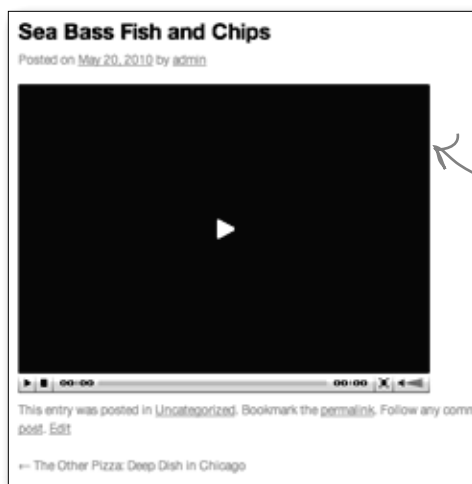 Sea Bass Fish and Chips
Posted on May 20, 2010 by admin
00:00 00:00
This entry was posted in Uncategorized. Bookmark the permalink. Follow any comm
post. Edit
← The Other Pizza: Deep Dish in Chicago